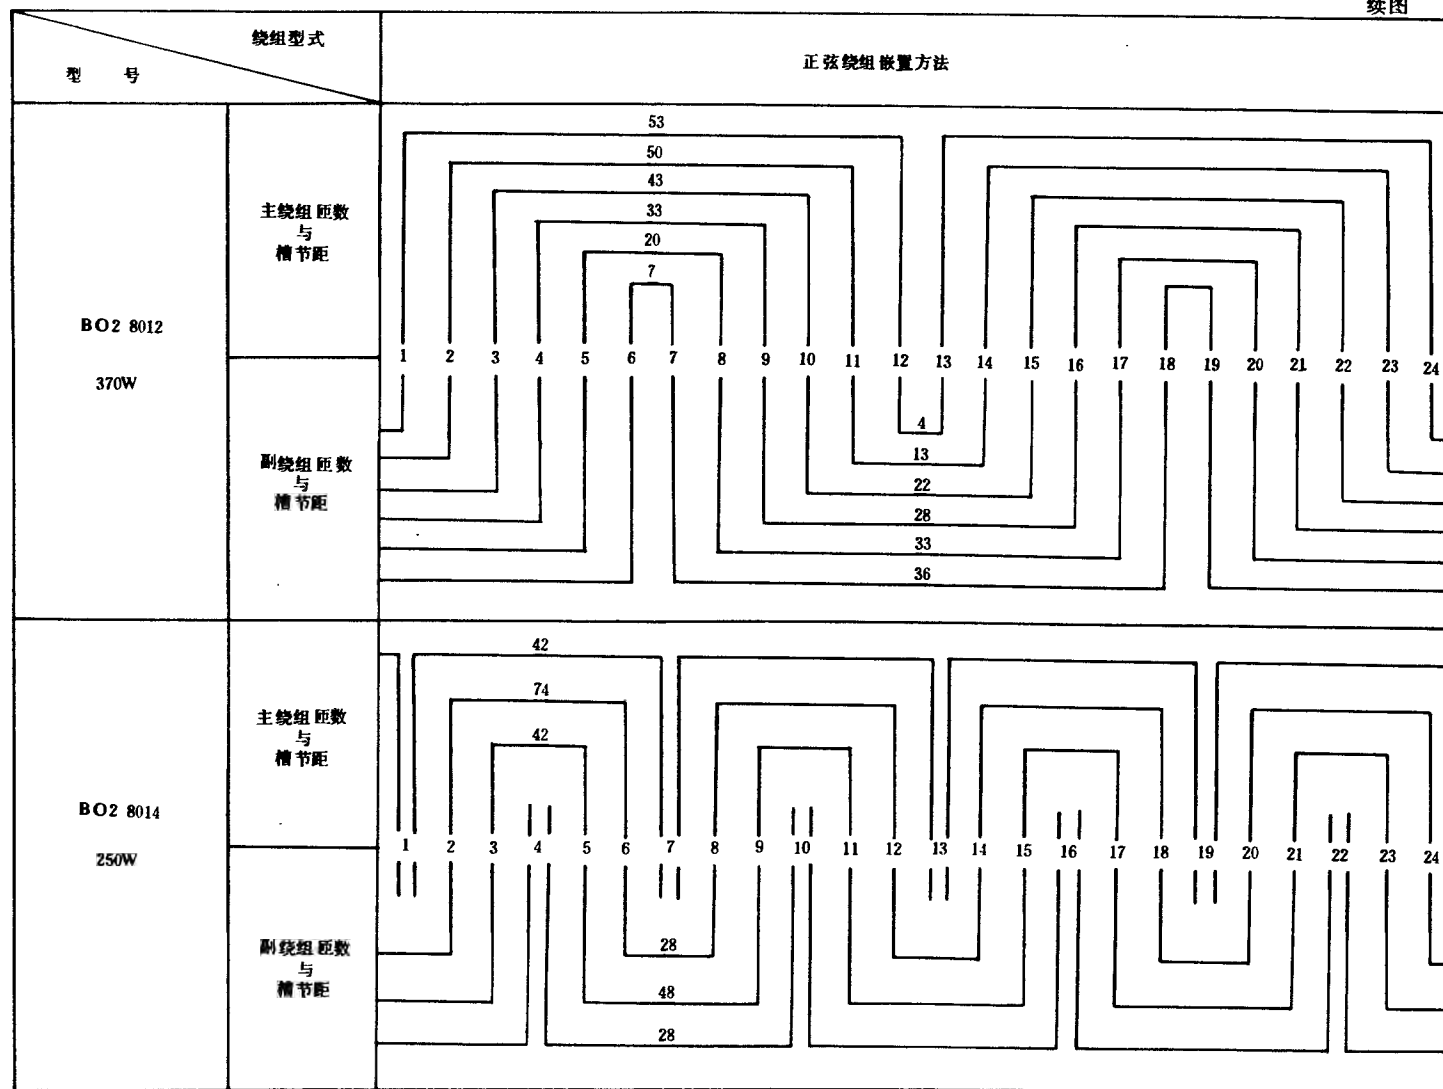 续图
绕组型式
型 号
正弦绕组嵌置方法
BO2 8012
370W
主绕组匝数
与
槽节距
副绕组匝数
与
槽节距
53
50
43
33
20
7
1 2 3 4 5 6 7 8 9 10 11 12 13 14 15 16 17 18 19 20 21 22 23 24
4
13
22
28
33
36
BO2 8014
250W
主绕组匝数
与
槽节距
副绕组匝数
与
槽节距
42
74
42
1 2 3 4 5 6 7 8 9 10 11 12 13 14 15 16 17 18 19 20 21 22 23 24
28
48
28